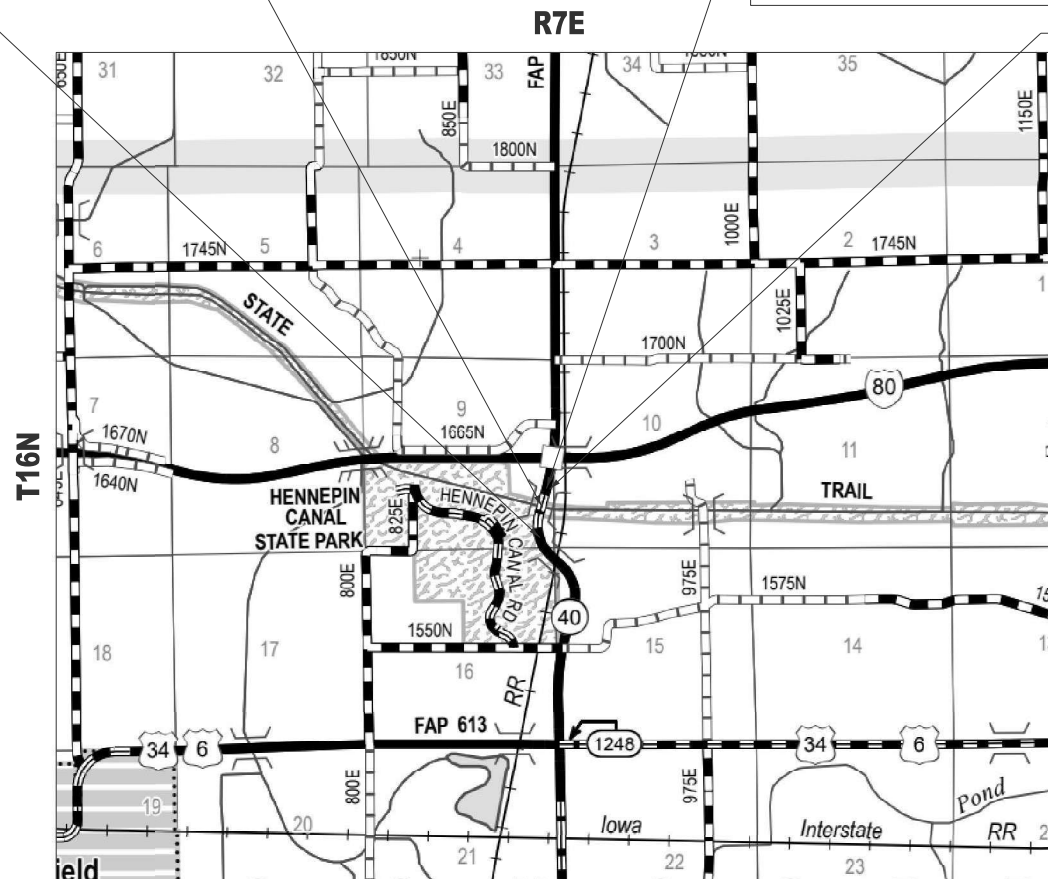 R7E
31
32
1850N
33
FAP
34
35
850E
1150E
1800N
1000E
6
1745N
5
4
3
2
1745N
1
STATE
1025E
1700N
80
7
9
10
1670N
8
1665N
11
T16N
1640N
HENNEPIN
CANAL
STATE PARK
825E
HENNEPIN CANAL RD
TRAIL
800E
975E
1575N
40
1550N
18
17
16
15
14
RR
FAP 613
34
6
1248
34
6
800E
975E
19
20
Iowa
Interstate
RR
Pond
21
22
23
ield